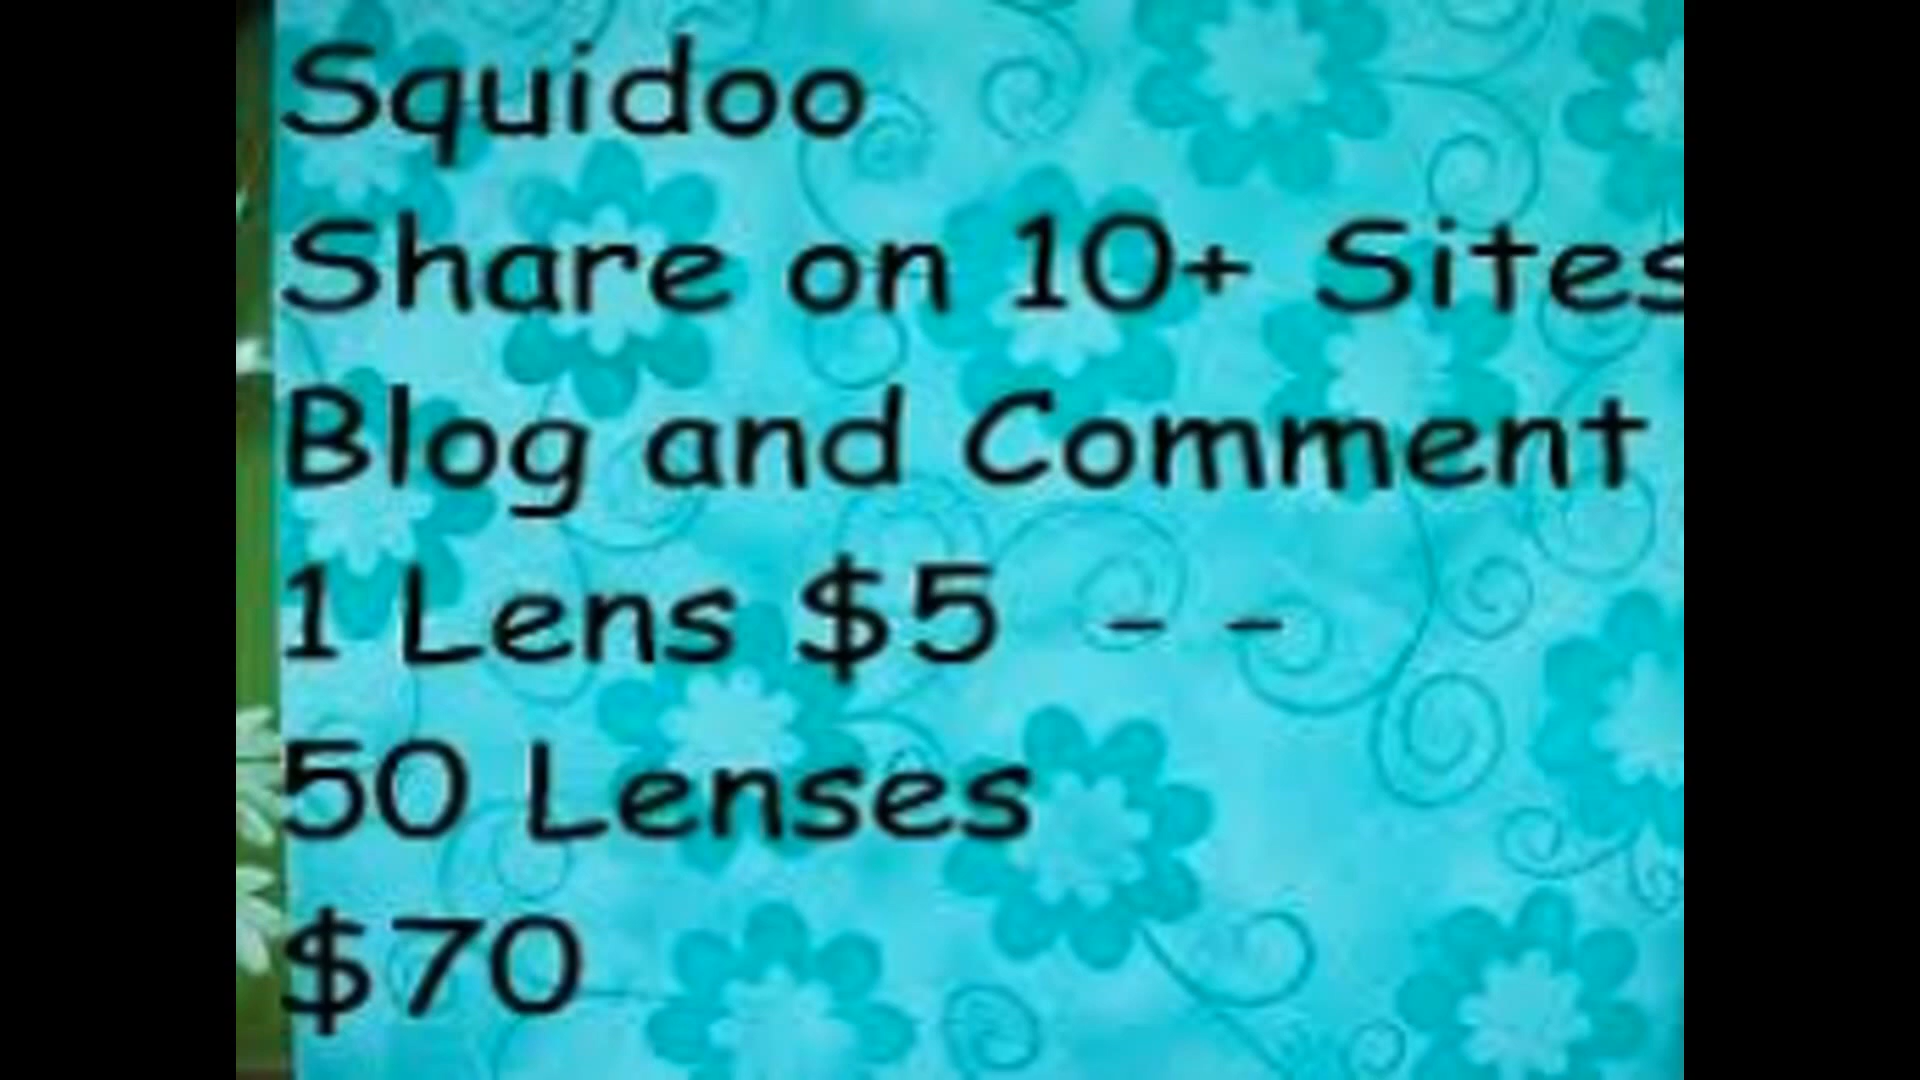 Squidoo
Share on 10+ Sites
Blog and Comment
1 Lens $5 - -
50 Lenses
$70